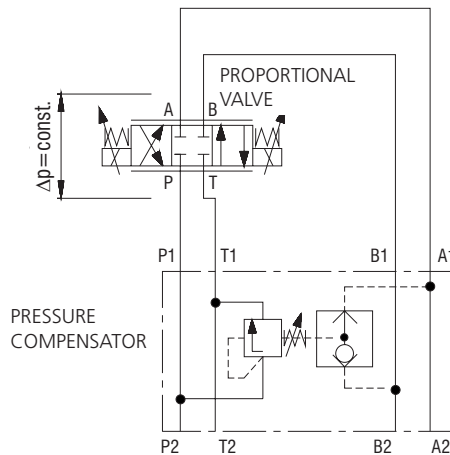 PROPORTIONAL
VALVE
A B
Δp=const.
P T
P1 T1 B1 A1
PRESSURE
COMPENSATOR
P2 T2 B2 A2